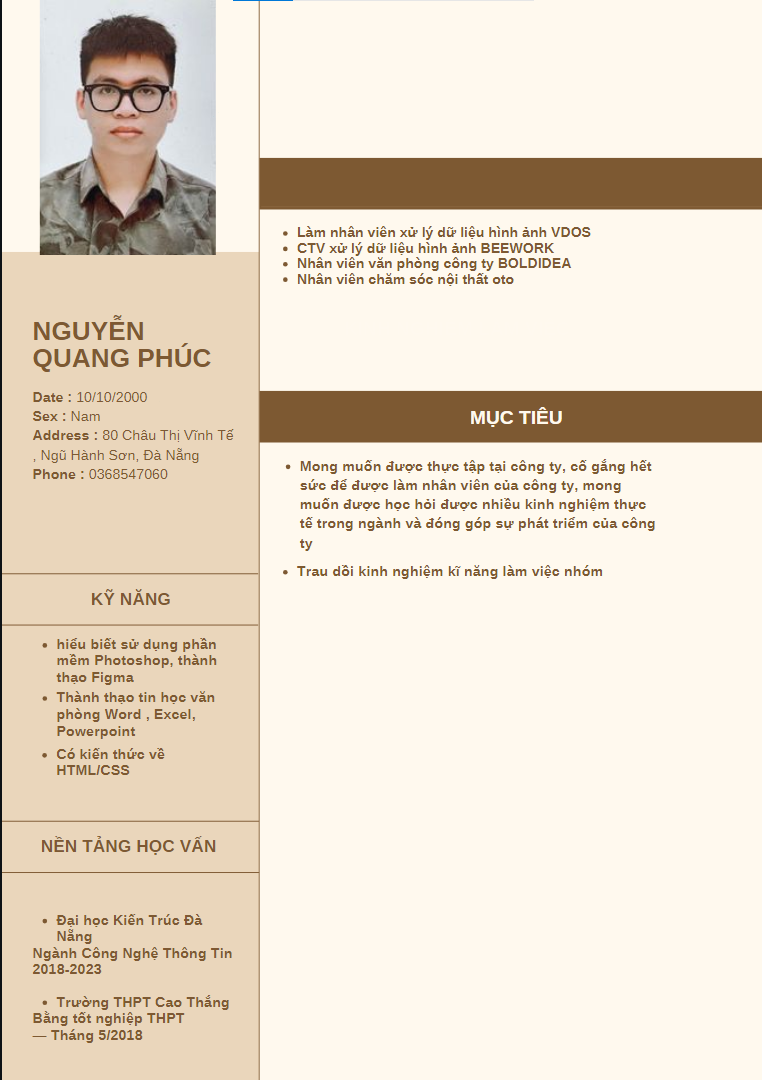 NGUYỄN
QUANG PHÚC
Date : 10/10/2000
Sex : Nam
Address : 80 Châu Thị Vĩnh Tế
, Ngũ Hành Sơn, Đà Nẵng
Phone : 0368547060
KỸ NĂNG
• hiểu biết sử dụng phần
mềm Photoshop, thành
thạo Figma
• Thành thạo tin học văn
phòng Word , Excel,
Powerpoint
• Có kiến thức về
HTML/CSS
NỀN TẢNG HỌC VẤN
• Đại học Kiến Trúc Đà
Nẵng
Ngành Công Nghệ Thông Tin
2018-2023
• Trường THPT Cao Thắng
Bằng tốt nghiệp THPT
— Tháng 5/2018
• Làm nhân viên xử lý dữ liệu hình ảnh VDOS
• CTV xử lý dữ liệu hình ảnh BEEWORK
• Nhân viên văn phòng công ty BOLDIDEA
• Nhân viên chăm sóc nội thất oto
MỤC TIÊU
• Mong muốn được thực tập tại công ty, cố gắng hết
sức để được làm nhân viên của công ty, mong
muốn được học hỏi được nhiều kinh nghiệm thực
tế trong ngành và đóng góp sự phát triểm của công
ty
• Trau dồi kinh nghiệm kĩ năng làm việc nhóm